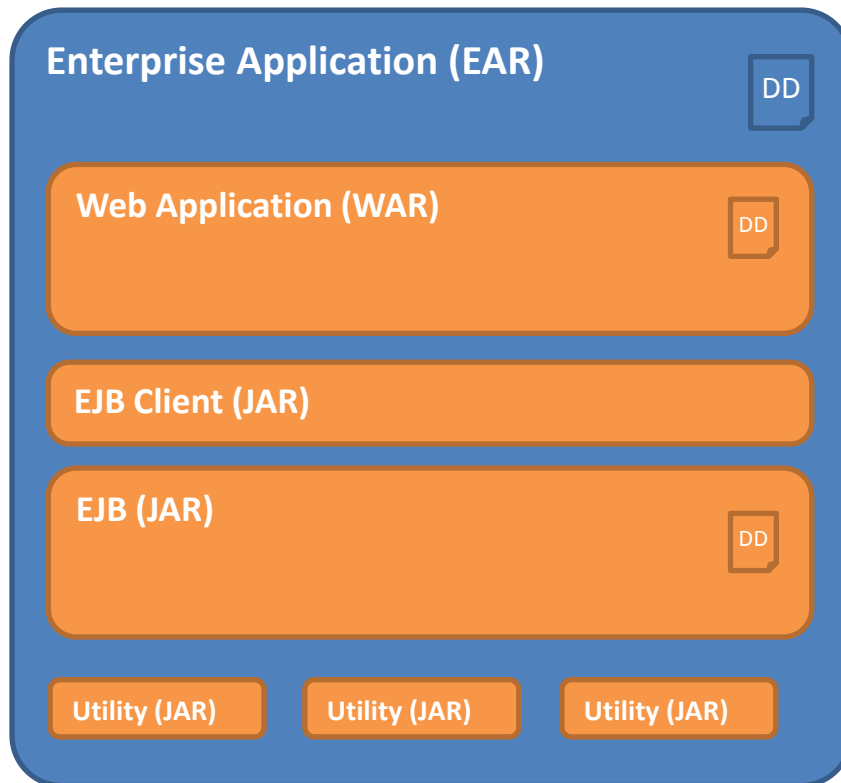 Enterprise Application (EAR)
DD
Web Application (WAR)
DD
EJB Client (JAR)
EJB (JAR)
DD
Utility (JAR)
Utility (JAR)
Utility (JAR)